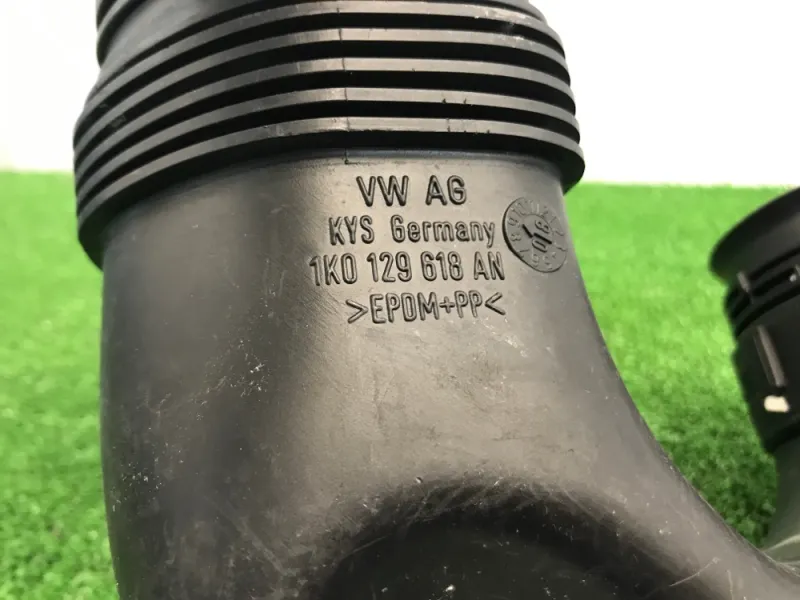 VW AG
KYS Germany
1K0 129 618 AN
>EPDM+PP<